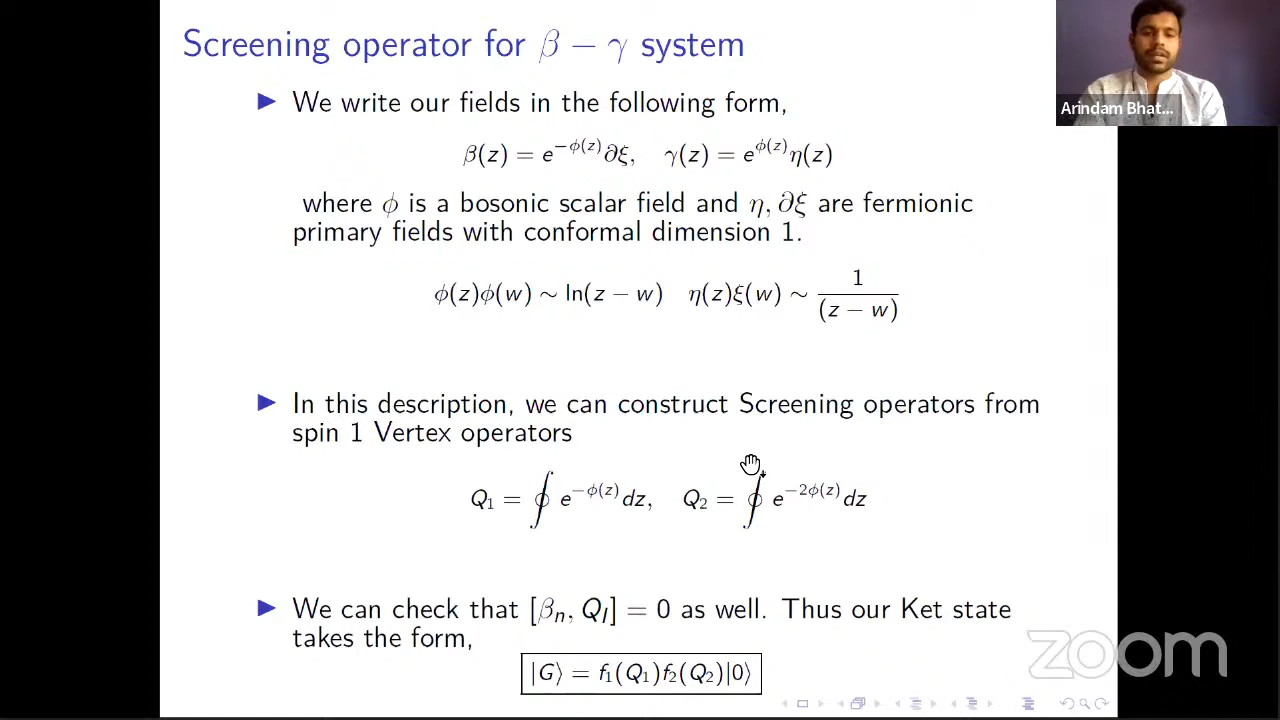 Screening operator for β − γ system
▶ We write our fields in the following form,
β(z) = e^{−ϕ(z)}∂ξ, γ(z) = e^{ϕ(z)}η(z)
where ϕ is a bosonic scalar field and η, ∂ξ are fermionic
primary fields with conformal dimension 1.
ϕ(z)ϕ(w) ∼ ln(z − w) η(z)ξ(w) ∼ 1/(z − w)
▶ In this description, we can construct Screening operators from
spin 1 Vertex operators
Q₁ = ∮ e^{−ϕ(z)}dz, Q₂ = ∮ e^{−2ϕ(z)}dz
▶ We can check that [βₙ, Q_I] = 0 as well. Thus our Ket state
takes the form,
|G⟩ = f₁(Q₁)f₂(Q₂)|0⟩
Arindam Bhat...
zoom